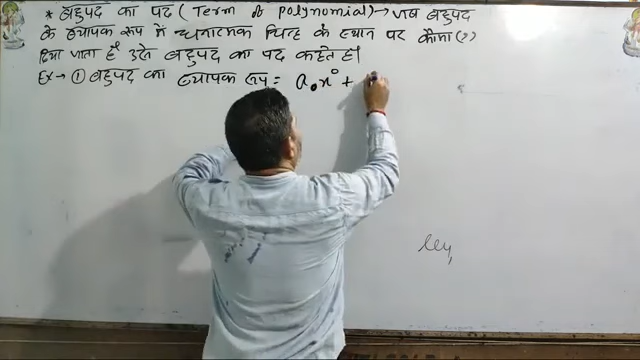 * बहुपद का पद (Term of Polynomial) → जब बहुपद
के व्यापक रूप में धनात्मक चिन्ह के स्थान पर कौमा (,)
दिया जाता है उसे बहुपद का पद कहते हैं।
Ex → ① बहुपद का व्यापक रूप = a₀x⁰ +